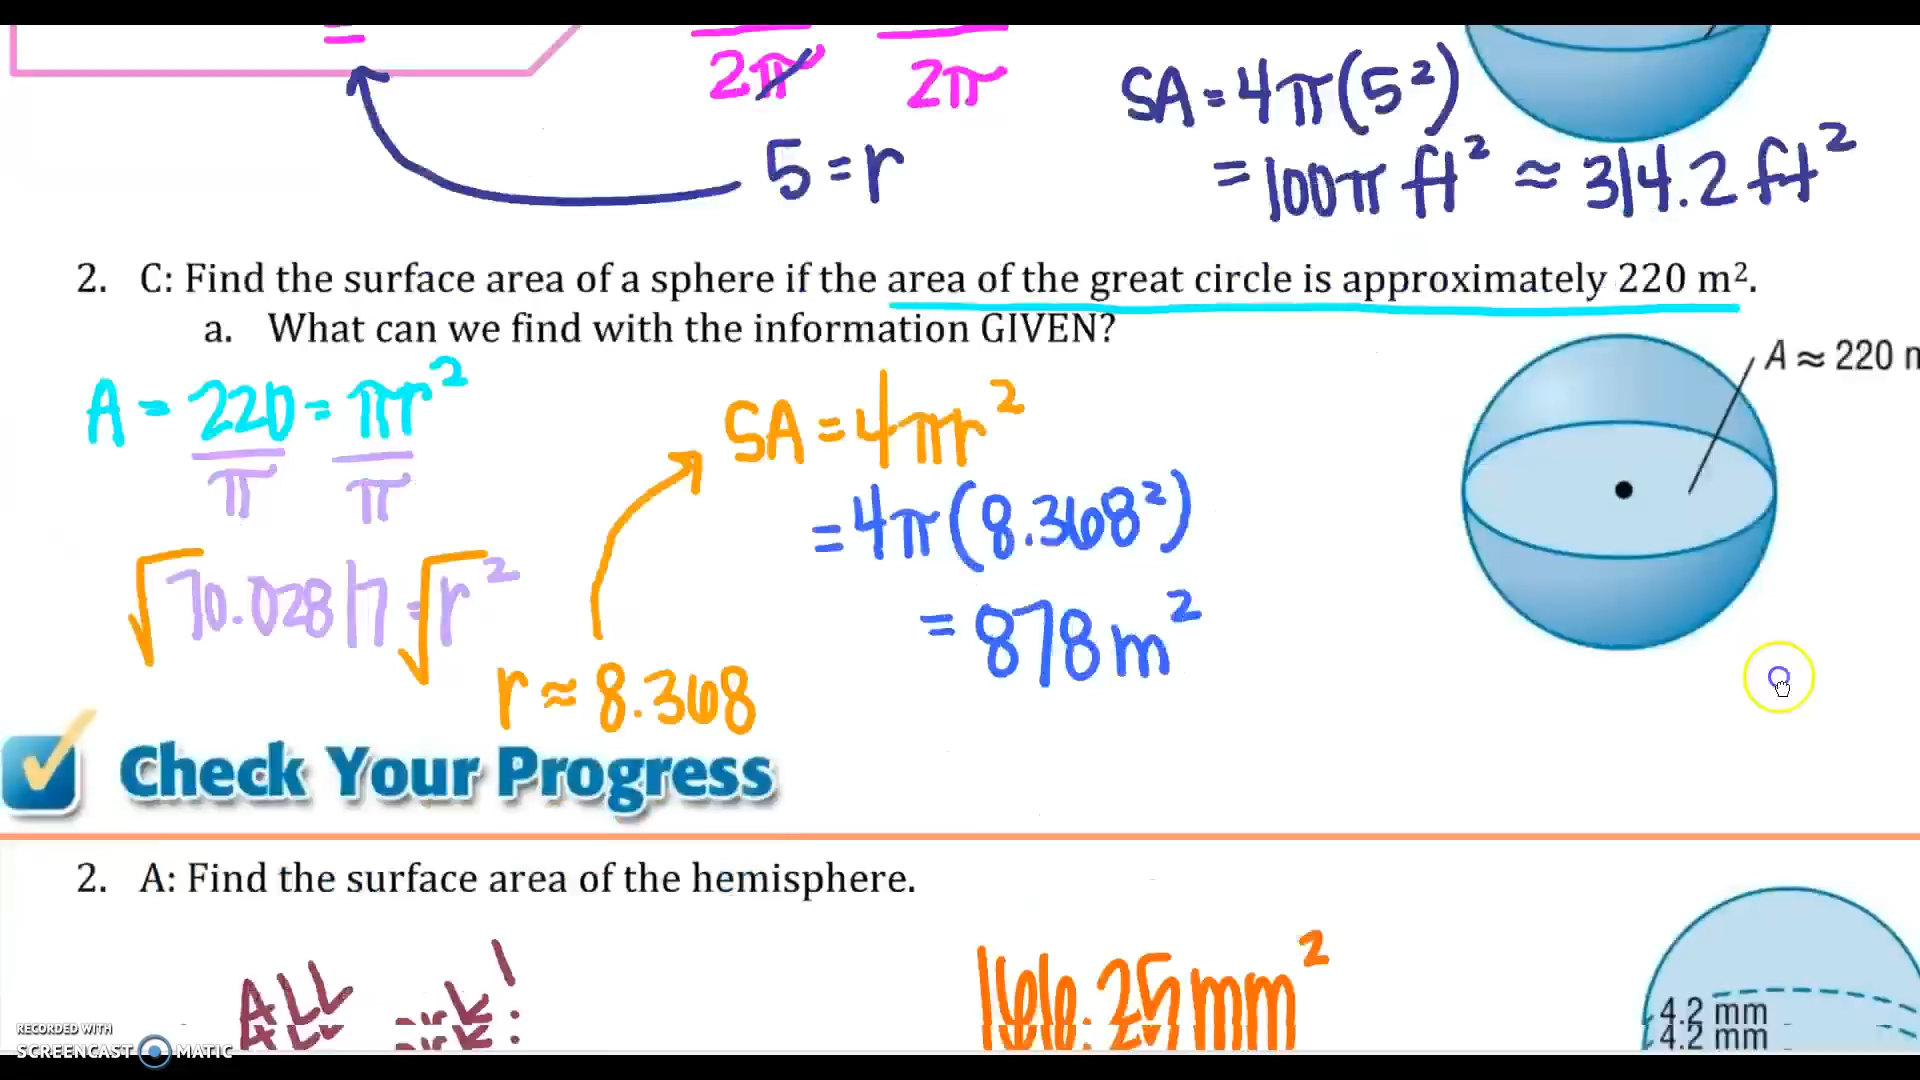 2π 2π
SA = 4π(5²)
5 = r
= 100π ft² ≈ 314.2 ft²
2. C: Find the surface area of a sphere if the area of the great circle is approximately 220 m².
a. What can we find with the information GIVEN?
A ≈ 220 m
A = 220 = πr²
π π
SA = 4πr²
= 4π(8.368²)
√70.02817 = √r²
= 878 m²
r ≈ 8.368
Check Your Progress
2. A: Find the surface area of the hemisphere.
ALL
166.25 mm²
4.2 mm
4.2 mm
RECORDED WITH
SCREENCAST MATIC